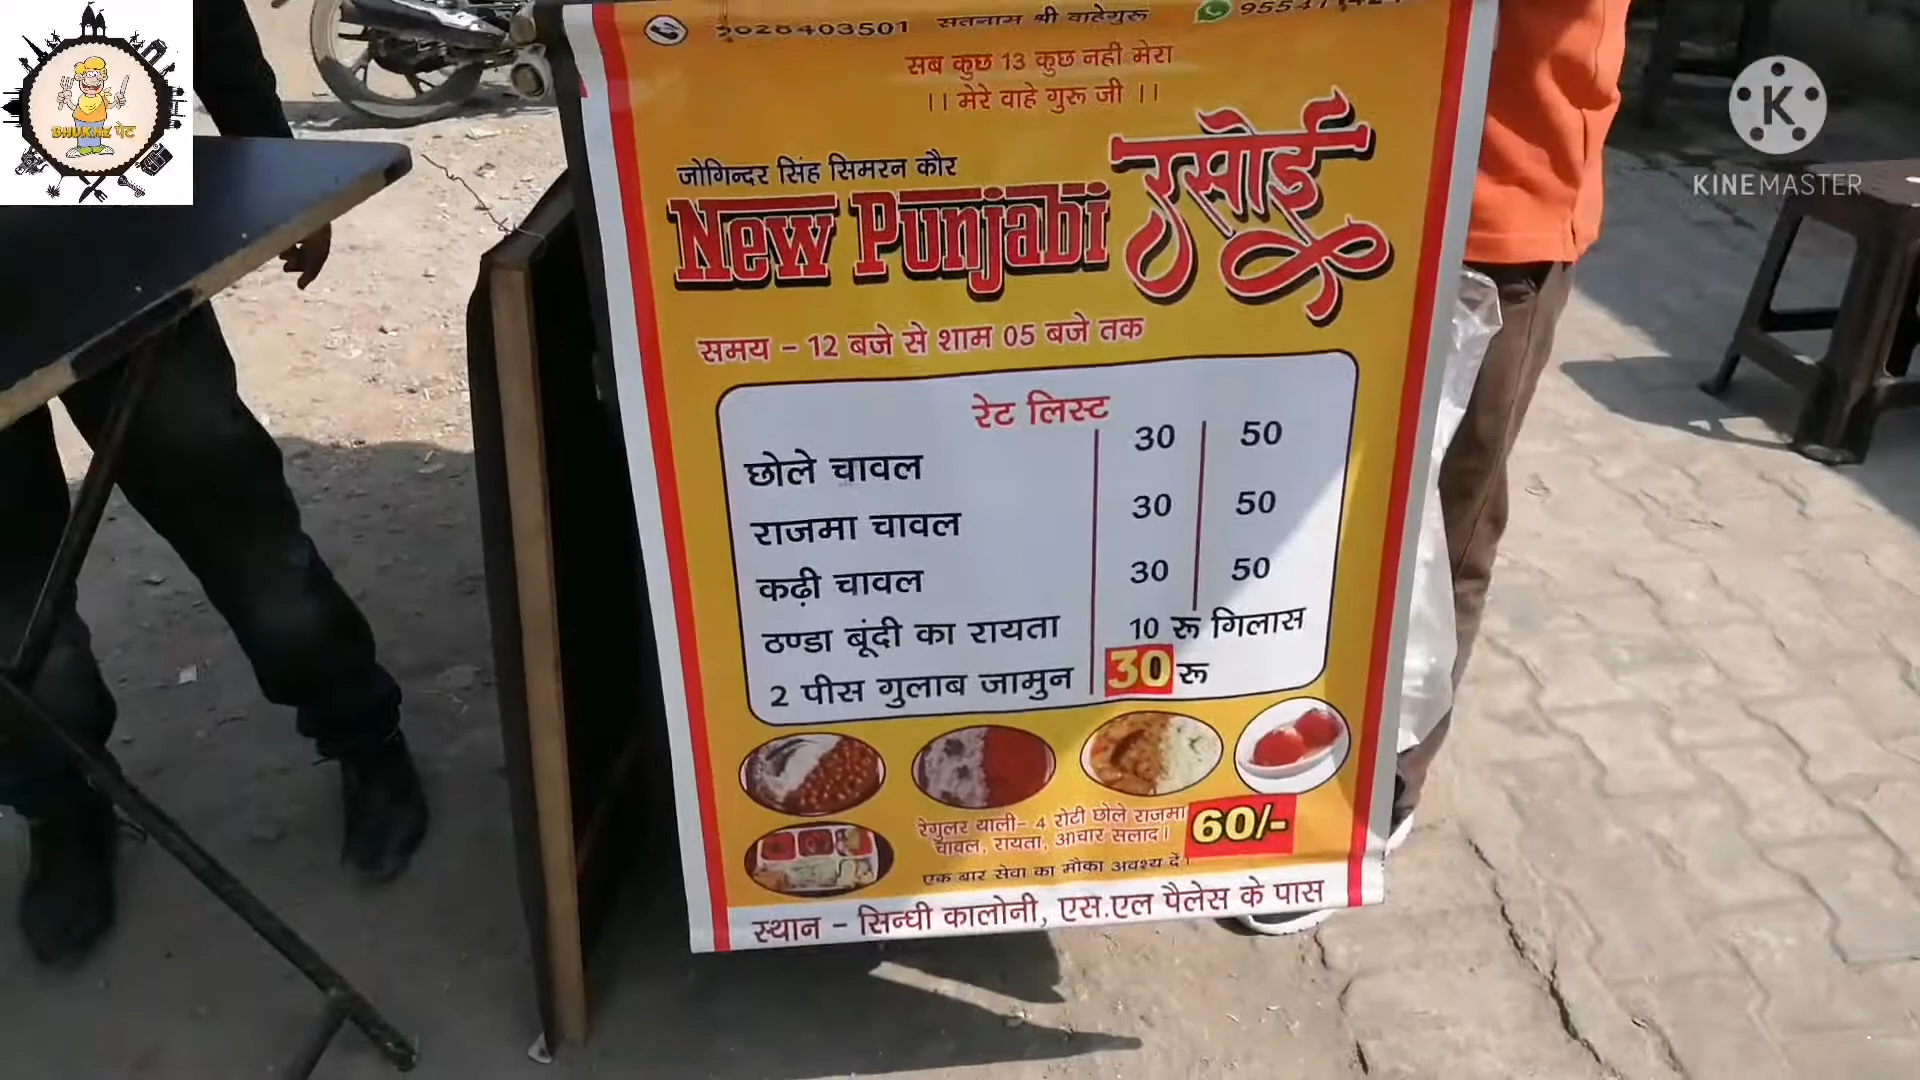 BHUKHE पेट
KINEMASTER
सतनाम श्री वाहेगुरू
सब कुछ 13 कुछ नही मेरा
।। मेरे वाहे गुरू जी ।।
जोगिन्दर सिंह सिमरन कौर
New Punjabi रसोई
समय - 12 बजे से शाम 05 बजे तक
रेट लिस्ट
छोले चावल 30 50
राजमा चावल 30 50
कढ़ी चावल 30 50
ठण्डा बूंदी का रायता 10 रू गिलास
2 पीस गुलाब जामुन 30 रू
रेगुलर थाली- 4 रोटी छोले राजमा
चावल, रायता, आचार सलाद। 60/-
एक बार सेवा का मौका अवश्य दें।
स्थान - सिन्धी कालोनी, एस.एल पैलेस के पास